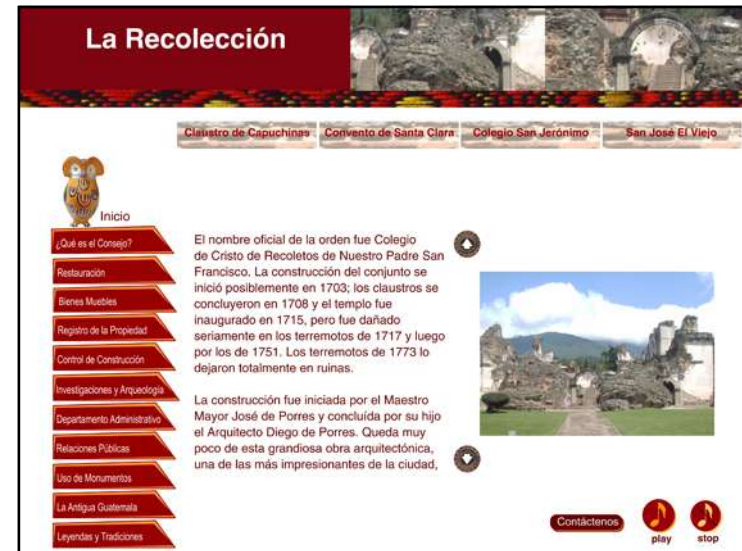 La Recolección
Claustro de Capuchinas
Convento de Santa Clara
Colegio San Jerónimo
San José El Viejo
Inicio
¿Qué es el Consejo?
Restauración
Bienes Muebles
Registro de la Propiedad
Control de Construcción
Investigaciones y Arqueología
Departamento Administrativo
Relaciones Públicas
Uso de Monumentos
La Antigua Guatemala
Leyendas y Tradiciones
El nombre oficial de la orden fue Colegio
de Cristo de Recoletos de Nuestro Padre San
Francisco. La construcción del conjunto se
inició posiblemente en 1703; los claustros se
concluyeron en 1708 y el templo fue
inaugurado en 1715, pero fue dañado
seriamente en los terremotos de 1717 y luego
por los de 1751. Los terremotos de 1773 lo
dejaron totalmente en ruinas.
La construcción fue iniciada por el Maestro
Mayor José de Porres y concluída por su hijo
el Arquitecto Diego de Porres. Queda muy
poco de esta grandiosa obra arquitectónica,
una de las más impresionantes de la ciudad,
Contáctenos
play
stop